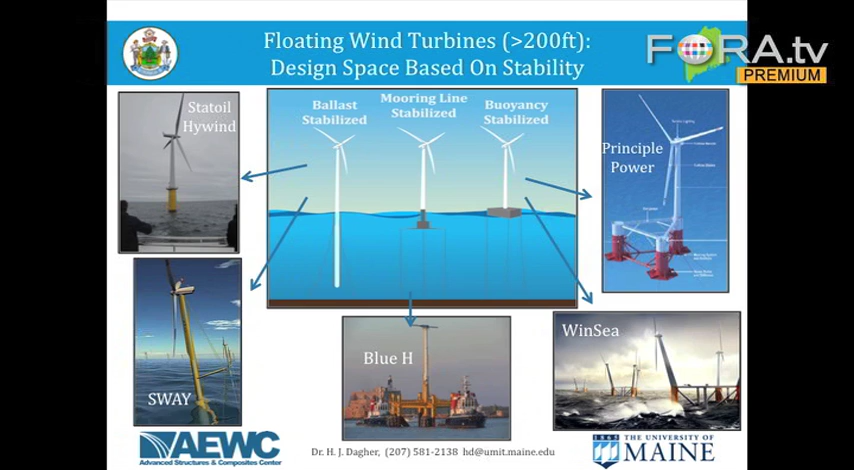 Floating Wind Turbines (>200ft):
Design Space Based On Stability
FORA.tv
PREMIUM
Statoil
Hywind
Ballast
Stabilized
Mooring Line
Stabilized
Buoyancy
Stabilized
Principle
Power
SWAY
Blue H
WinSea
AEWC
Advanced Structures & Composites Center
Dr. H. J. Dagher, (207) 581-2138 hd@umit.maine.edu
1865
THE UNIVERSITY OF
MAINE